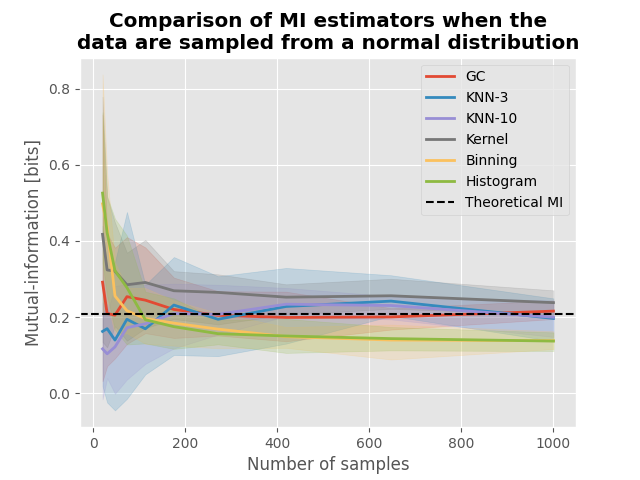 Comparison of MI estimators when the
data are sampled from a normal distribution
Mutual-information [bits]
0.8
0.6
0.4
0.2
0.0
GC
KNN-3
KNN-10
Kernel
Binning
Histogram
Theoretical MI
0
200
400
600
800
1000
Number of samples